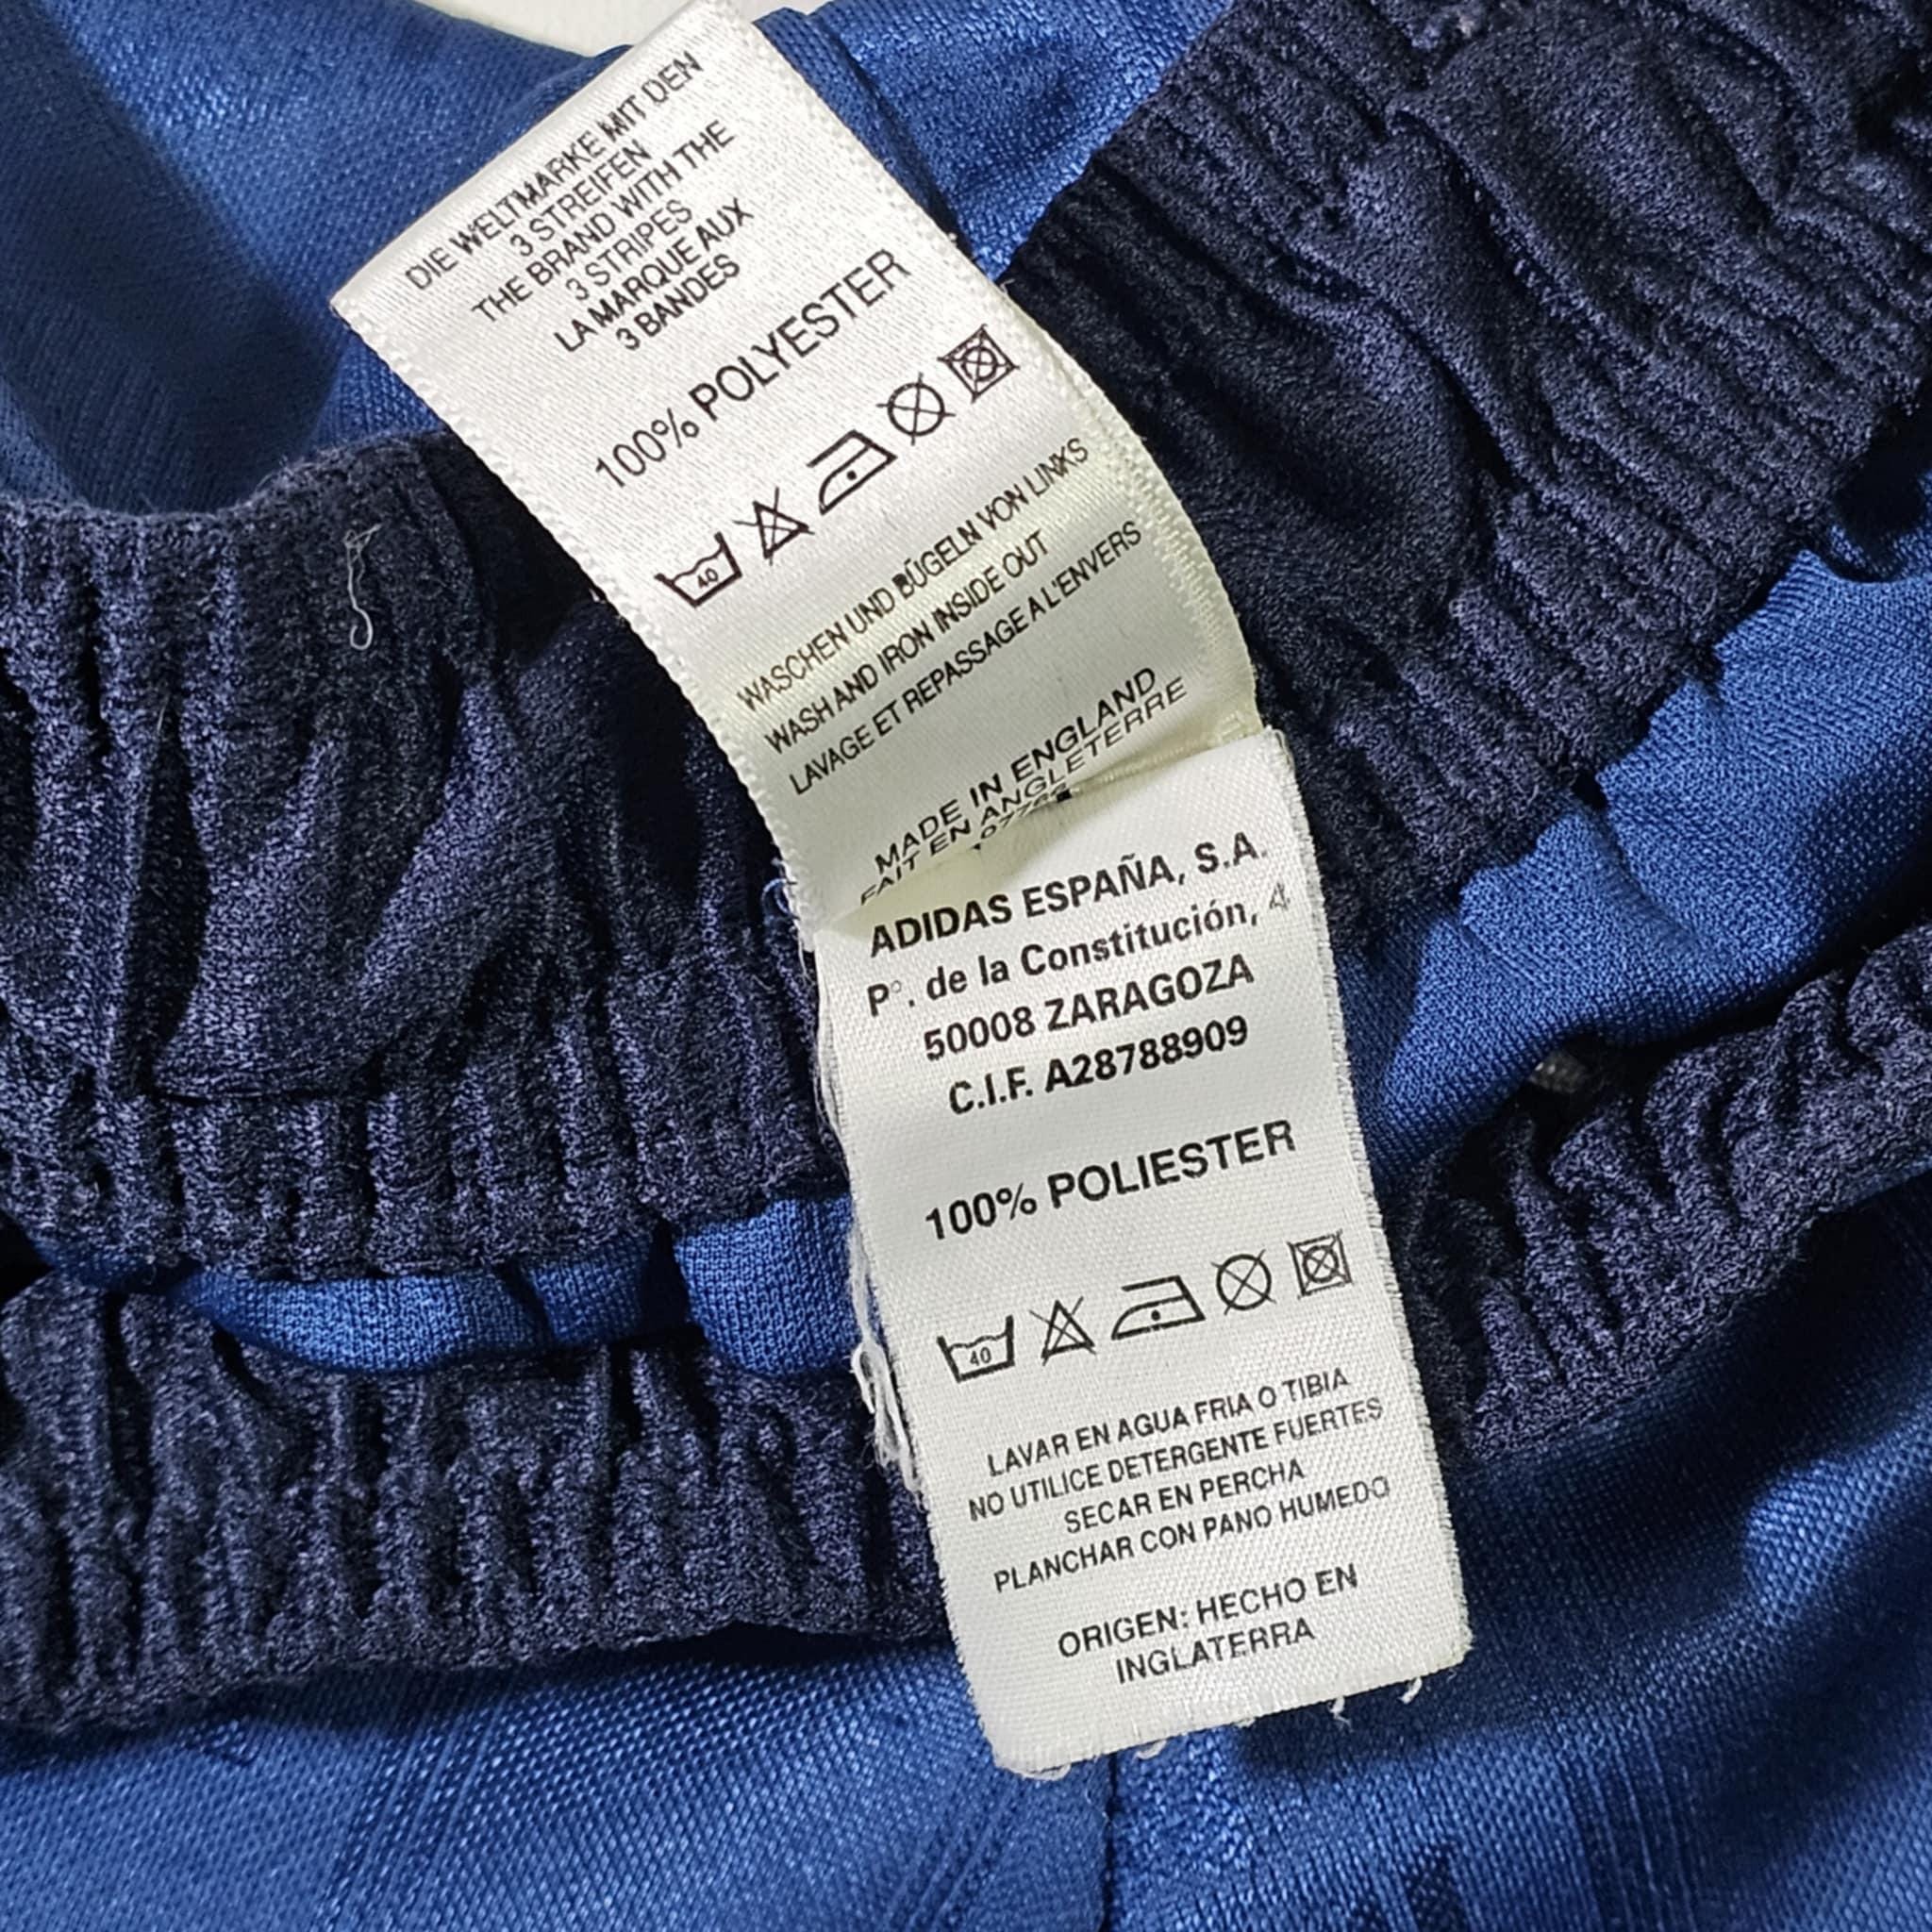 DIE WELTMARKE MIT DEN
3 STREIFEN
THE BRAND WITH THE
3 STRIPES
LA MARQUE AUX
3 BANDES
100% POLYESTER
40
WASCHEN UND BÜGELN VON LINKS
WASH AND IRON INSIDE OUT
LAVAGE ET REPASSAGE A L'ENVERS
MADE IN ENGLAND
FAIT EN ANGLETERRE
ADIDAS ESPAÑA, S.A.
Pº. de la Constitución, 4
50008 ZARAGOZA
C.I.F. A28788909
100% POLIESTER
40
LAVAR EN AGUA FRIA O TIBIA
NO UTILICE DETERGENTE FUERTES
SECAR EN PERCHA
PLANCHAR CON PANO HUMEDO
ORIGEN: HECHO EN
INGLATERRA